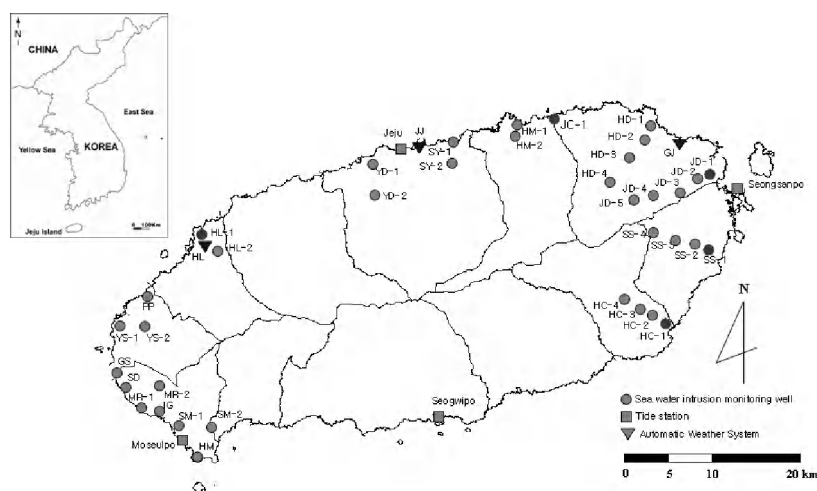 N
CHINA
East Sea
Yellow Sea
KOREA
0 100Km
Jeju Island
Jeju
JJ
SY-1
SY-2
YD-1
YD-2
HM-1
HM-2
JC-1
HD-1
HD-2
HD-3
HD-4
GJ
JD-1
JD-2
JD-3
JD-4
JD-5
Seongsanpo
HL-1
HL-2
HL
SS-4
SS-3
SS-2
SS-1
HC-4
HC-3
HC-2
HC-1
N
PP
YS-1
YS-2
GS
SD
MR-2
MR-1
IG
SM-1
SM-2
Moseulpo
HM
Seogwipo
Sea water intrusion monitoring well
Tide station
Automatic Weather System
0 5 10 20 km